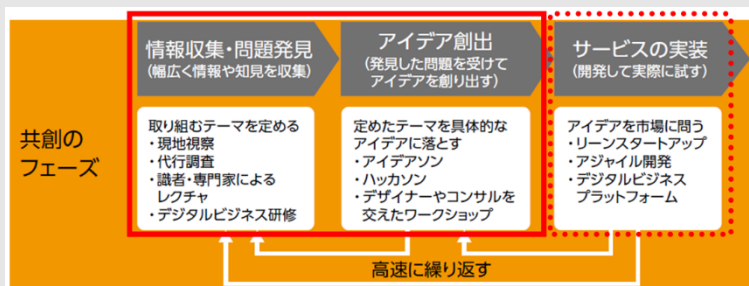 共創の
フェーズ
情報収集・問題発見
(幅広く情報や知見を収集)
取り組むテーマを定める
・現地視察
・代行調査
・識者・専門家による
レクチャ
・デジタルビジネス研修
アイデア創出
(発見した問題を受けて
アイデアを創り出す)
定めたテーマを具体的な
アイデアに落とす
・アイデアソン
・ハッカソン
・デザイナーやコンサルを
交えたワークショップ
サービスの実装
(開発して実際に試す)
アイデアを市場に問う
・リーンスタートアップ
・アジャイル開発
・デジタルビジネス
プラットフォーム
高速に繰り返す